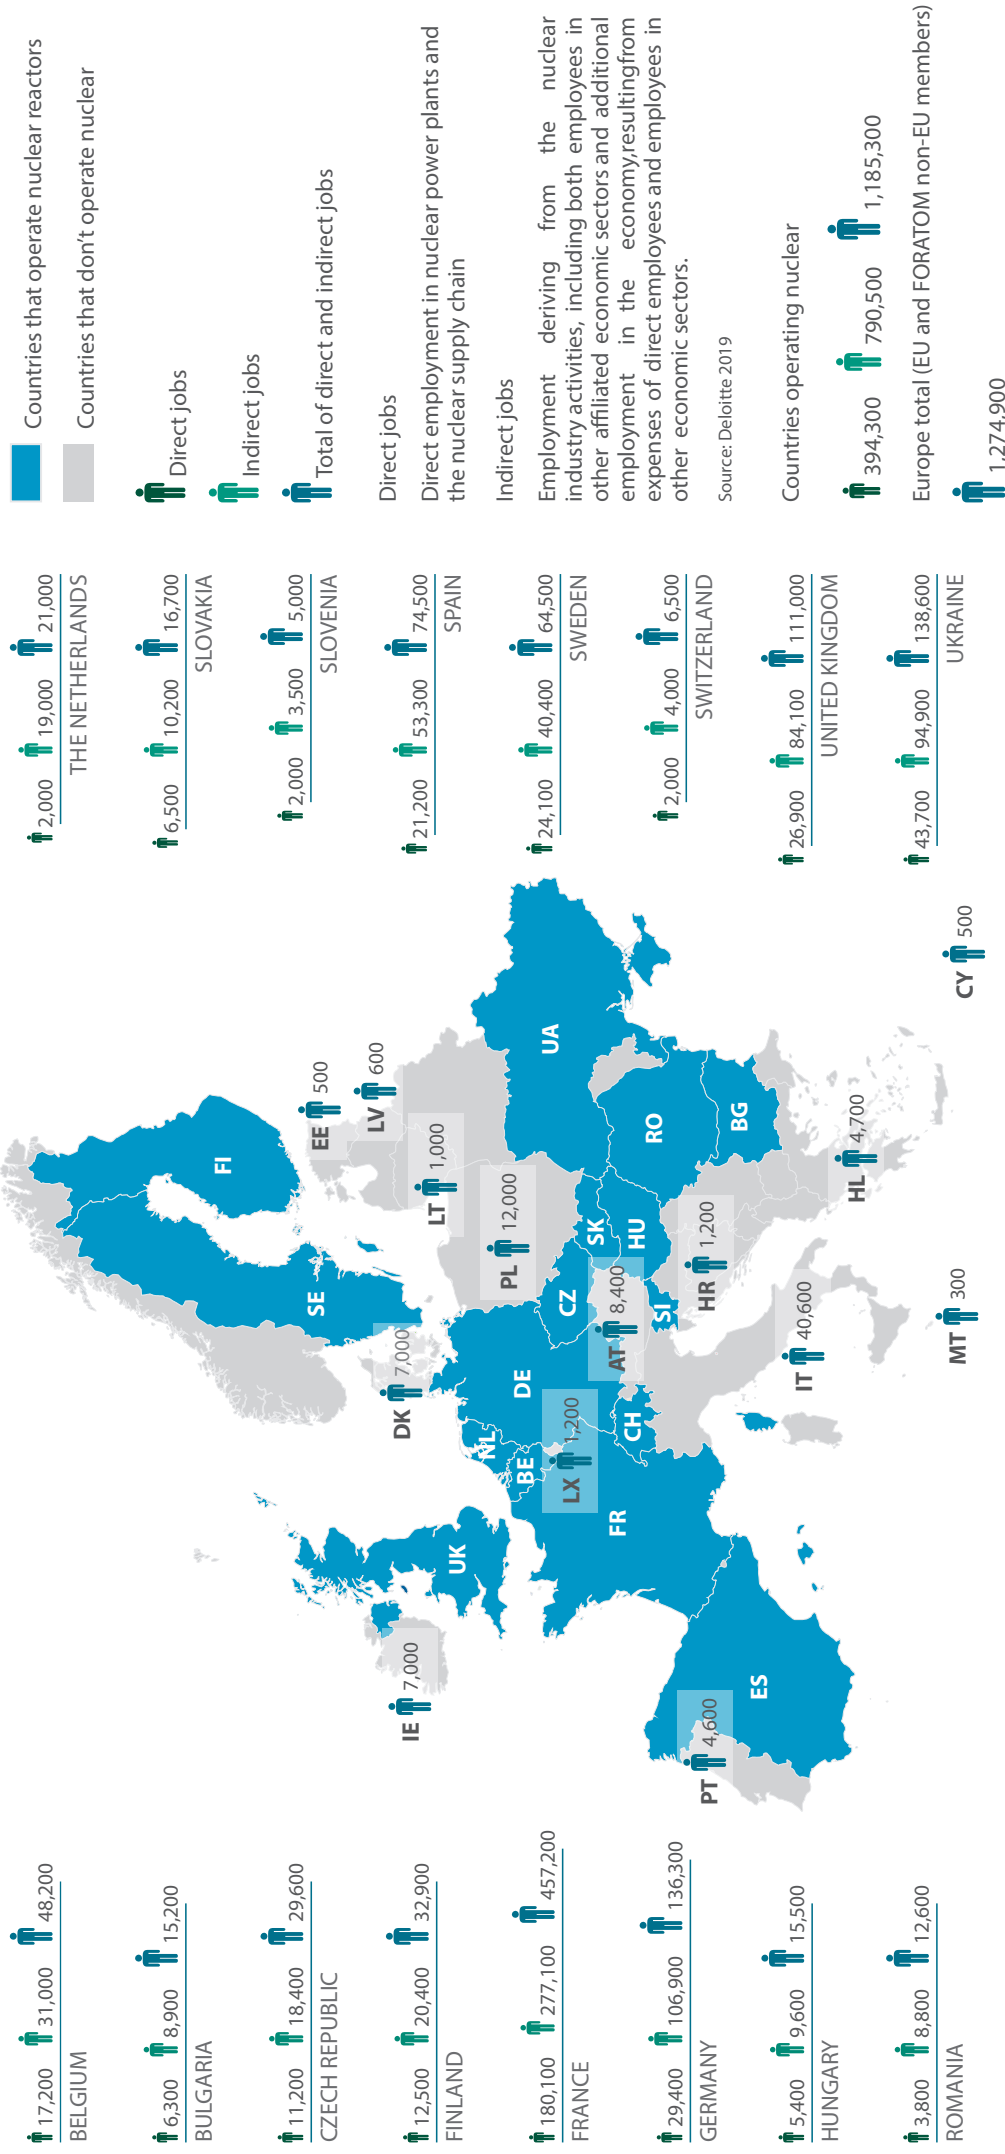 17,200 31,000 48,200
BELGIUM
6,300 8,900 15,200
BULGARIA
11,200 18,400 29,600
CZECH REPUBLIC
12,500 20,400 32,900
FINLAND
180,100 277,100 457,200
FRANCE
29,400 106,900 136,300
GERMANY
5,400 9,600 15,500
HUNGARY
3,800 8,800 12,600
ROMANIA
FI
SE
EE 500
LV 600
LT 1,000
DK 7,000
IE 7,000
UK
NL
BE
DE
PL 12,000
UA
LX 1,200
CZ
SK
AT 8,400
HU
FR
CH
SI
RO
HR 1,200
BG
PT 4,600
ES
IT 40,600
HL 4,700
MT 300
CY 500
2,000 19,000 21,000
THE NETHERLANDS
6,500 10,200 16,700
SLOVAKIA
2,000 3,500 5,000
SLOVENIA
21,200 53,300 74,500
SPAIN
24,100 40,400 64,500
SWEDEN
2,000 4,000 6,500
SWITZERLAND
26,900 84,100 111,000
UNITED KINGDOM
43,700 94,900 138,600
UKRAINE
Countries that operate nuclear reactors
Countries that don't operate nuclear
Direct jobs
Indirect jobs
Total of direct and indirect jobs
Direct jobs
Direct employment in nuclear power plants and
the nuclear supply chain
Indirect jobs
Employment deriving from the nuclear
industry activities, including both employees in
other affiliated economic sectors and additional
employment in the economy,resultingfrom
expenses of direct employees and employees in
other economic sectors.
Source: Deloitte 2019
Countries operating nuclear
394,300 790,500 1,185,300
Europe total (EU and FORATOM non-EU members)
1,274,900